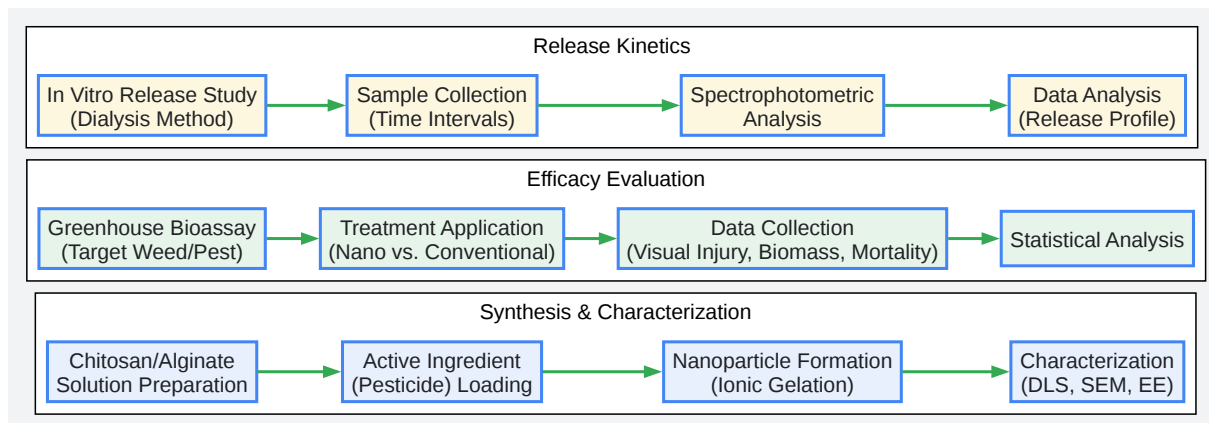 Release Kinetics
In Vitro Release Study
(Dialysis Method)
Sample Collection
(Time Intervals)
Spectrophotometric
Analysis
Data Analysis
(Release Profile)
Efficacy Evaluation
Greenhouse Bioassay
(Target Weed/Pest)
Treatment Application
(Nano vs. Conventional)
Data Collection
(Visual Injury, Biomass, Mortality)
Statistical Analysis
Synthesis & Characterization
Chitosan/Alginate
Solution Preparation
Active Ingredient
(Pesticide) Loading
Nanoparticle Formation
(Ionic Gelation)
Characterization
(DLS, SEM, EE)